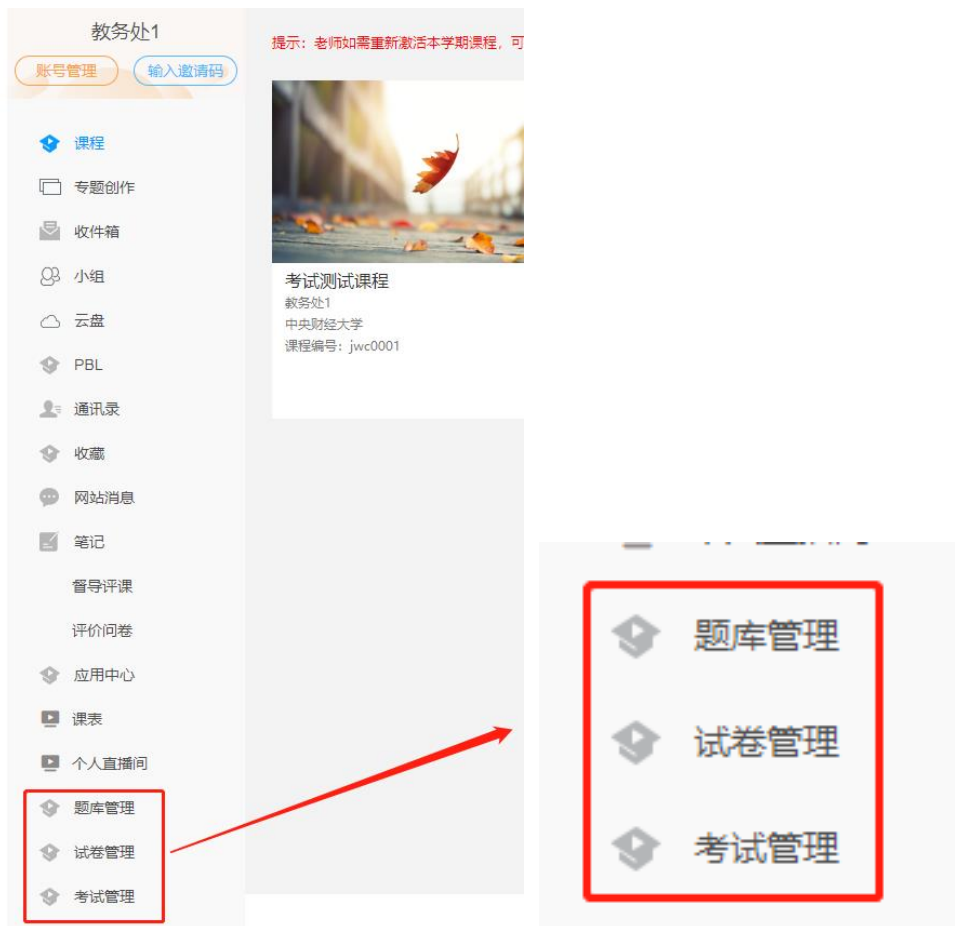 教务处1
账号管理
输入邀请码
课程
专题创作
收件箱
小组
云盘
PBL
通讯录
收藏
网站消息
笔记
督导评课
评价问卷
应用中心
课表
个人直播间
题库管理
试卷管理
考试管理
提示：老师如需重新激活本学期课程，可
考试测试课程
教务处1
中央财经大学
课程编号：jwc0001
题库管理
试卷管理
考试管理